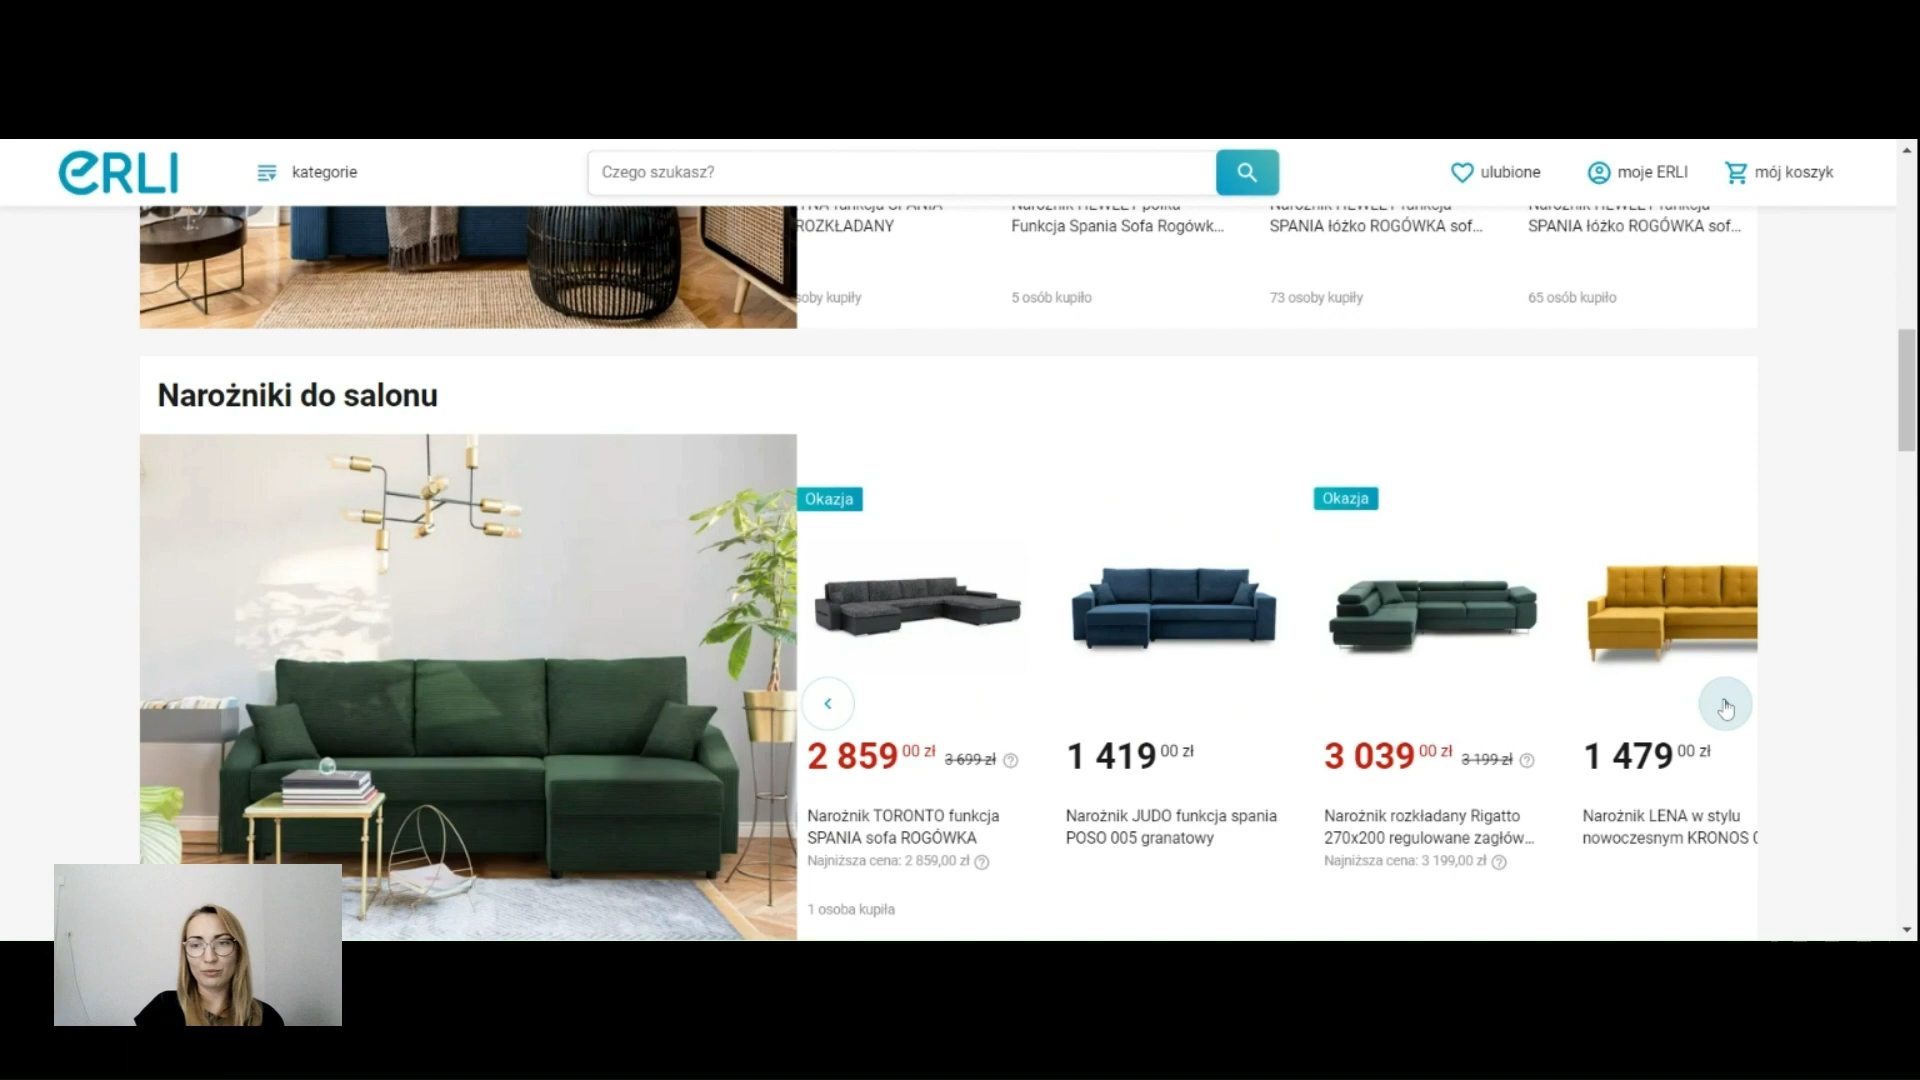 ERLI
kategorie
Czego szukasz?
ulubione
moje ERLI
mój koszyk
ROZKŁADANY
Funkcja Spania Sofa Rogówk...
SPANIA łóżko ROGÓWKA sof...
SPANIA łóżko ROGÓWKA sof...
soby kupiły
5 osób kupiło
73 osoby kupiły
65 osób kupiło
Narożniki do salonu
Okazja
Okazja
2 859 00 zł 3 699 zł
1 419 00 zł
3 039 00 zł 3 199 zł
1 479 00 zł
Narożnik TORONTO funkcja
SPANIA sofa ROGÓWKA
Najniższa cena: 2 859,00 zł
1 osoba kupiła
Narożnik JUDO funkcja spania
POSO 005 granatowy
Narożnik rozkładany Rigatto
270x200 regulowane zagłów...
Najniższa cena: 3 199,00 zł
Narożnik LENA w stylu
nowoczesnym KRONOS